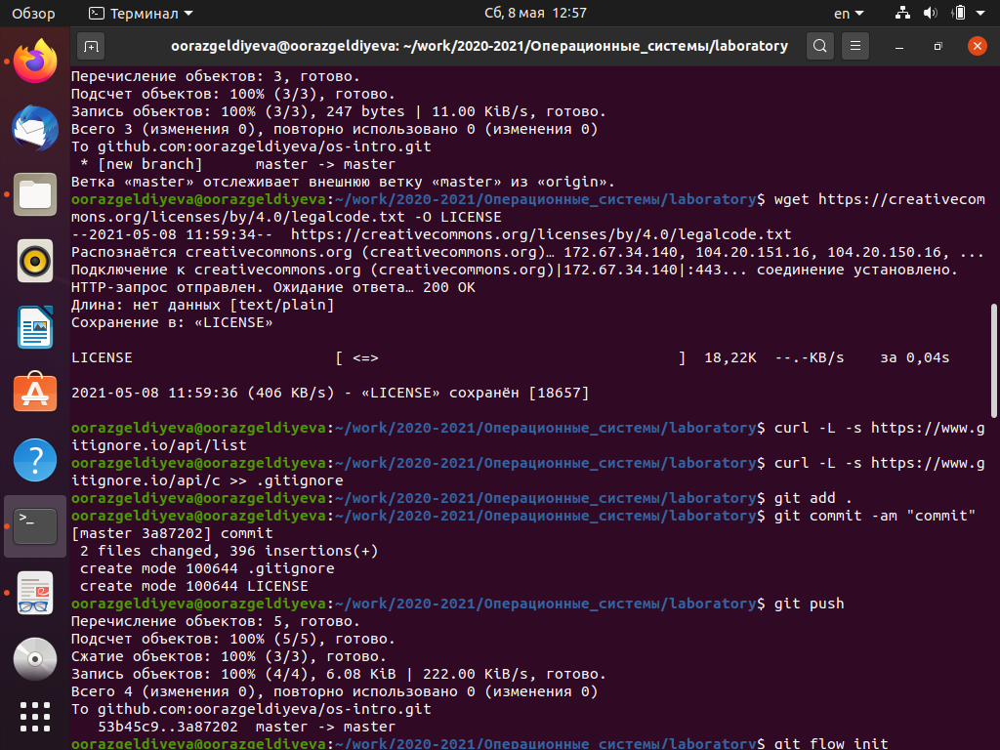 Обзор
Терминал
Сб, 8 мая 12:57
en
oorazgeldiyeva@oorazgeldiyeva: ~/work/2020-2021/Операционные_системы/laboratory
Перечисление объектов: 3, готово.
Подсчет объектов: 100% (3/3), готово.
Запись объектов: 100% (3/3), 247 bytes | 11.00 KiB/s, готово.
Всего 3 (изменения 0), повторно использовано 0 (изменения 0)
To github.com:oorazgeldiyeva/os-intro.git
 * [new branch]      master -> master
Ветка «master» отслеживает внешнюю ветку «master» из «origin».
oorazgeldiyeva@oorazgeldiyeva:~/work/2020-2021/Операционные_системы/laboratory$ wget https://creativecom
mons.org/licenses/by/4.0/legalcode.txt -O LICENSE
--2021-05-08 11:59:34--  https://creativecommons.org/licenses/by/4.0/legalcode.txt
Распознаётся creativecommons.org (creativecommons.org)… 172.67.34.140, 104.20.151.16, 104.20.150.16, ...
Подключение к creativecommons.org (creativecommons.org)|172.67.34.140|:443... соединение установлено.
HTTP-запрос отправлен. Ожидание ответа… 200 OK
Длина: нет данных [text/plain]
Сохранение в: «LICENSE»
LICENSE                       [ <=>                                  ]  18,22K  --.-KB/s    за 0,04s
2021-05-08 11:59:36 (406 KB/s) - «LICENSE» сохранён [18657]
oorazgeldiyeva@oorazgeldiyeva:~/work/2020-2021/Операционные_системы/laboratory$ curl -L -s https://www.g
itignore.io/api/list
oorazgeldiyeva@oorazgeldiyeva:~/work/2020-2021/Операционные_системы/laboratory$ curl -L -s https://www.g
itignore.io/api/c >> .gitignore
oorazgeldiyeva@oorazgeldiyeva:~/work/2020-2021/Операционные_системы/laboratory$ git add .
oorazgeldiyeva@oorazgeldiyeva:~/work/2020-2021/Операционные_системы/laboratory$ git commit -am "commit"
[master 3a87202] commit
 2 files changed, 396 insertions(+)
 create mode 100644 .gitignore
 create mode 100644 LICENSE
oorazgeldiyeva@oorazgeldiyeva:~/work/2020-2021/Операционные_системы/laboratory$ git push
Перечисление объектов: 5, готово.
Подсчет объектов: 100% (5/5), готово.
Сжатие объектов: 100% (3/3), готово.
Запись объектов: 100% (4/4), 6.08 KiB | 222.00 KiB/s, готово.
Всего 4 (изменения 0), повторно использовано 0 (изменения 0)
To github.com:oorazgeldiyeva/os-intro.git
   53b45c9..3a87202  master -> master
oorazgeldiyeva@oorazgeldiyeva:~/work/2020-2021/Операционные_системы/laboratory$ git flow init